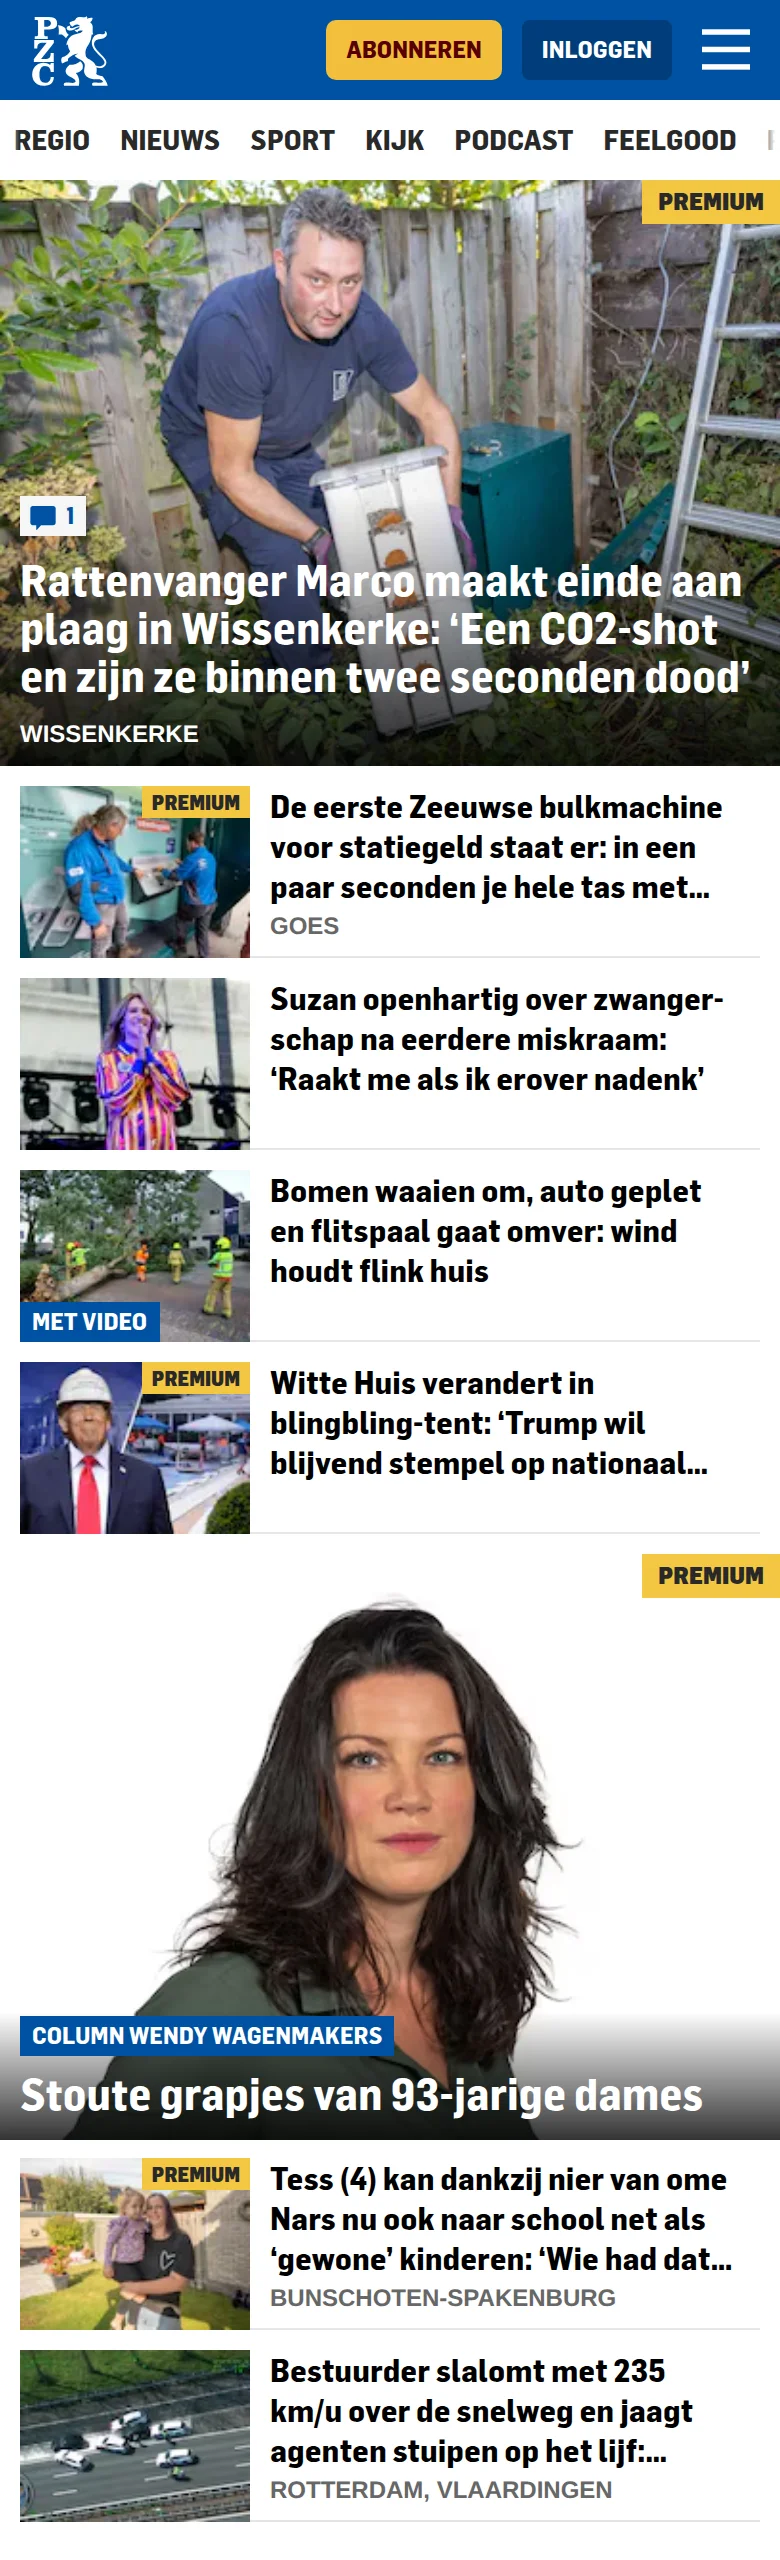 P
Z
C
ABONNEREN
INLOGGEN
REGIO NIEUWS SPORT KIJK PODCAST FEELGOOD
PREMIUM
1
Rattenvanger Marco maakt einde aan
plaag in Wissenkerke: ‘Een CO2-shot
en zijn ze binnen twee seconden dood’
WISSENKERKE
PREMIUM
De eerste Zeeuwse bulkmachine
voor statiegeld staat er: in een
paar seconden je hele tas met...
GOES
Suzan openhartig over zwanger-
schap na eerdere miskraam:
‘Raakt me als ik erover nadenk’
Bomen waaien om, auto geplet
en flitspaal gaat omver: wind
houdt flink huis
MET VIDEO
PREMIUM
Witte Huis verandert in
blingbling-tent: ‘Trump wil
blijvend stempel op nationaal...
PREMIUM
COLUMN WENDY WAGENMAKERS
Stoute grapjes van 93-jarige dames
PREMIUM
Tess (4) kan dankzij nier van ome
Nars nu ook naar school net als
‘gewone’ kinderen: ‘Wie had dat...
BUNSCHOTEN-SPAKENBURG
Bestuurder slalomt met 235
km/u over de snelweg en jaagt
agenten stuipen op het lijf:...
ROTTERDAM, VLAARDINGEN